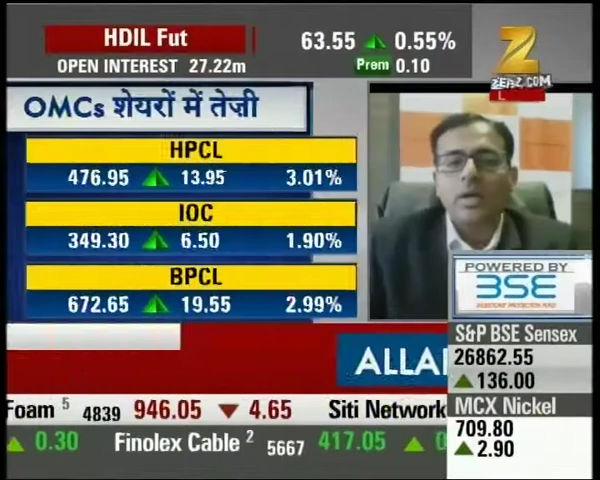 HDIL Fut
63.55 0.55%
OPEN INTEREST 27.22m
Prem 0.10
Z
ZEEBIZ.COM
OMCs शेयरों में तेज़ी
HPCL
476.95 13.95 3.01%
IOC
349.30 6.50 1.90%
BPCL
672.65 19.55 2.99%
POWERED BY
BSE
S&P BSE Sensex
26862.55
136.00
ALLA
MCX Nickel
709.80
2.90
Foam 5 4839 946.05 4.65 Siti Network
0.30 Finolex Cable 2 5667 417.05 0